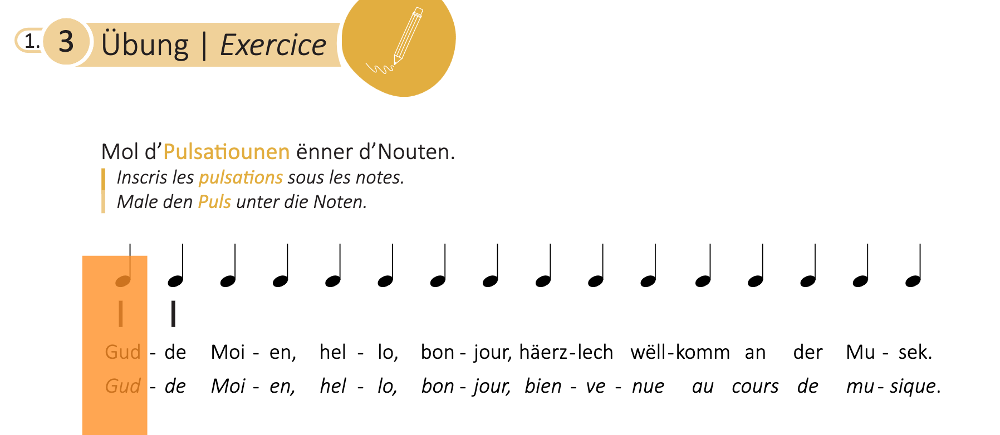 1. 3 Übung | Exercice
Mol d’Pulsatiounen ënner d’Nouten.
Inscris les pulsations sous les notes.
Male den Puls unter die Noten.
Gud - de Moi - en, hel - lo, bon - jour, häerz-lech wëll-komm an der Mu - sek.
Gud - de Moi - en, hel - lo, bon - jour, bien - ve - nue au cours de mu - sique.